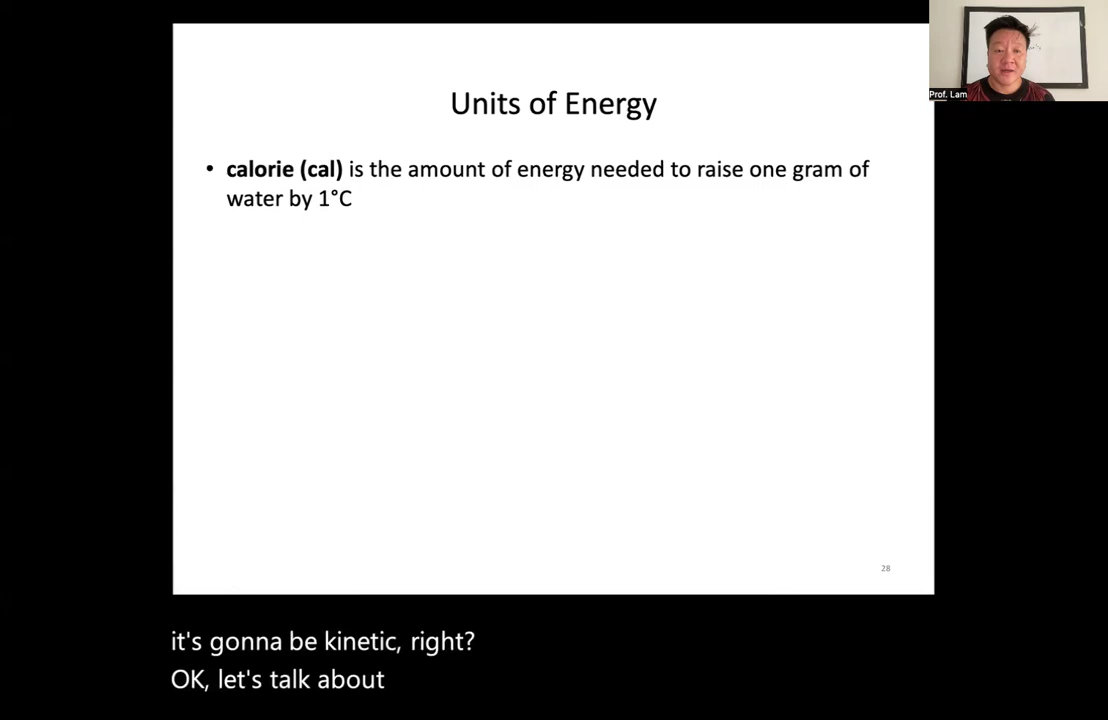 Prof. Lam
Units of Energy
• calorie (cal) is the amount of energy needed to raise one gram of
water by 1°C
28
it's gonna be kinetic, right?
OK, let's talk about